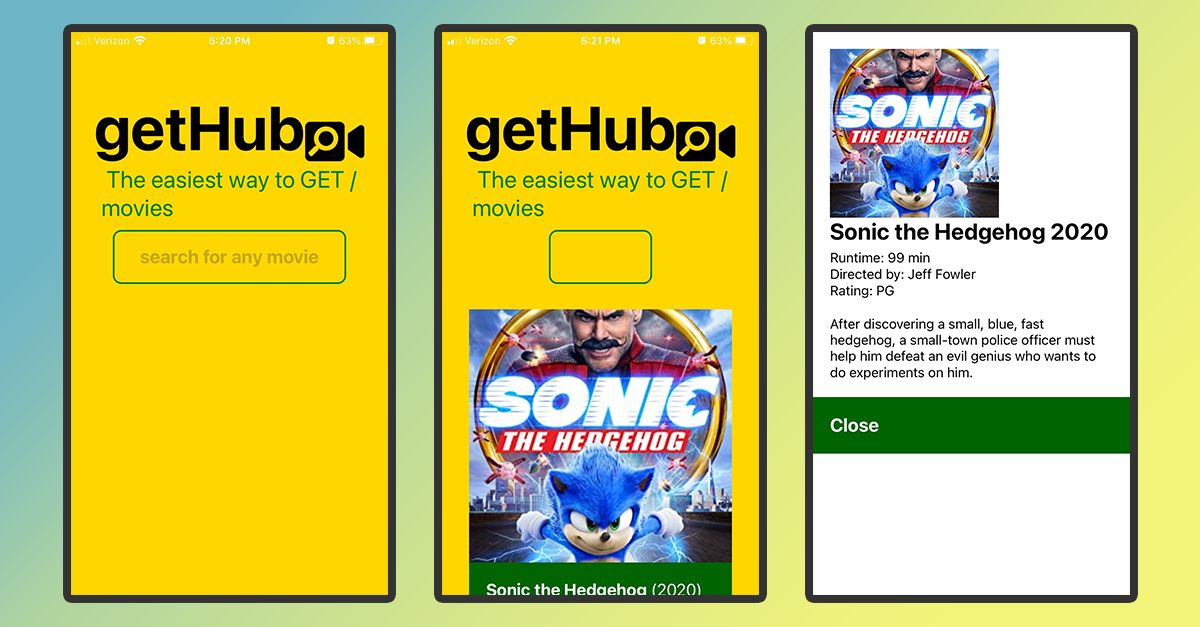 Verizon 5:20 PM 63%
getHub
The easiest way to GET /
movies
search for any movie
Verizon 5:21 PM 63%
getHub
The easiest way to GET /
movies
SONIC
THE HEDGEHOG
Sonic the Hedgehog (2020)
SONIC
THE HEDGEHOG
Sonic the Hedgehog 2020
Runtime: 99 min
Directed by: Jeff Fowler
Rating: PG
After discovering a small, blue, fast
hedgehog, a small-town police officer must
help him defeat an evil genius who wants to
do experiments on him.
Close